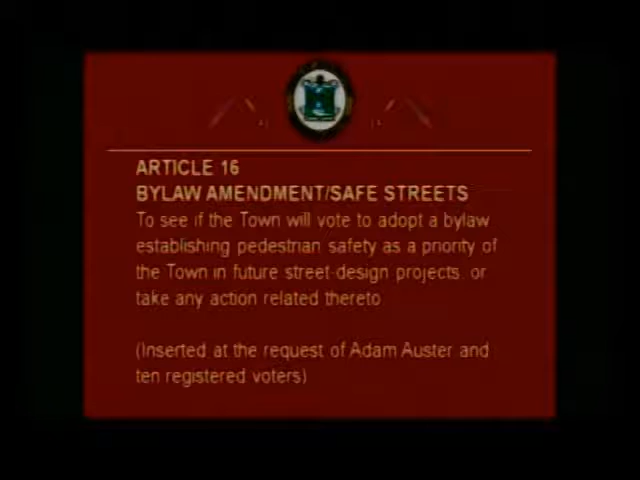 ARTICLE 16
BYLAW AMENDMENT/SAFE STREETS
To see if the Town will vote to adopt a bylaw
establishing pedestrian safety as a priority of
the Town in future street-design projects, or
take any action related thereto
(Inserted at the request of Adam Auster and
ten registered voters)